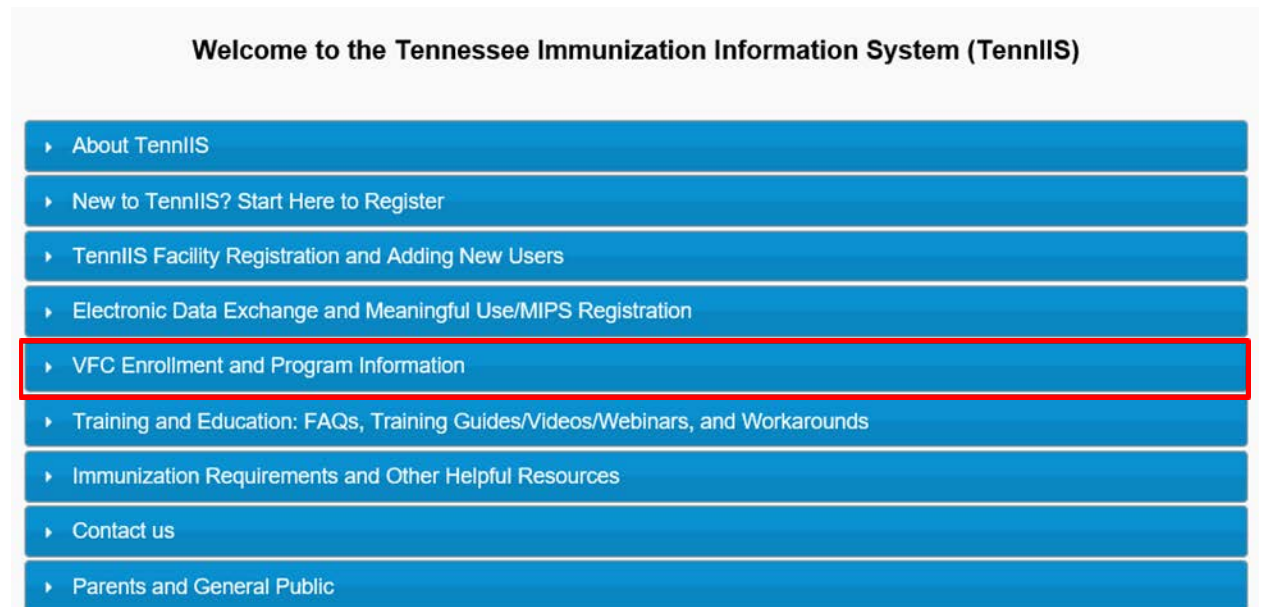 Welcome to the Tennessee Immunization Information System (TennIIS)
About TennIIS
New to TennIIS? Start Here to Register
TennIIS Facility Registration and Adding New Users
Electronic Data Exchange and Meaningful Use/MIPS Registration
VFC Enrollment and Program Information
Training and Education: FAQs, Training Guides/Videos/Webinars, and Workarounds
Immunization Requirements and Other Helpful Resources
Contact us
Parents and General Public